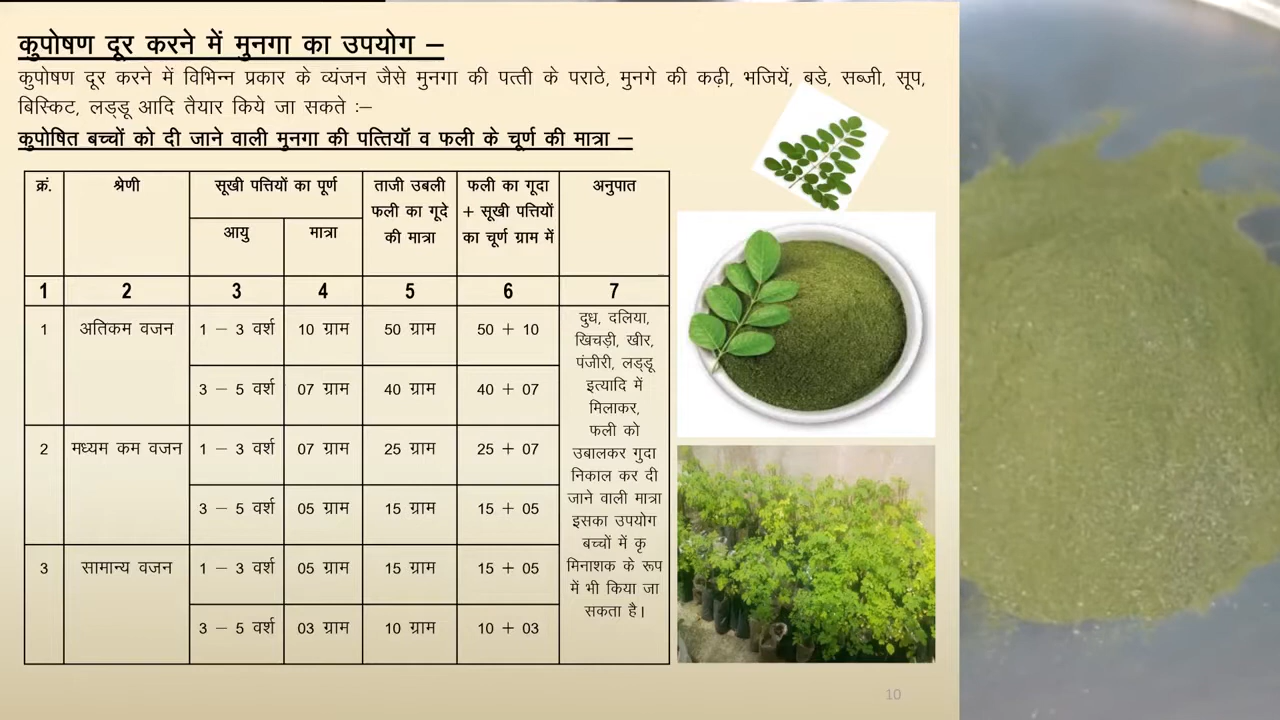 कुपोषण दूर करने में मुनगा का उपयोग –
कुपोषण दूर करने में विभिन्न प्रकार के व्यंजन जैसे मुनगा की पत्ती के पराठे, मुनगे की कढ़ी, भजियें, बडे, सब्जी, सूप,
बिस्किट, लड्डू आदि तैयार किये जा सकते :–
कुपोषित बच्चों को दी जाने वाली मुनगा की पत्तियॉ व फली के चूर्ण की मात्रा –
क्रं. श्रेणी सूखी पत्तियों का पूर्ण ताजी उबली फली का गूदे की मात्रा फली का गूदा + सूखी पत्तियों का चूर्ण ग्राम में अनुपात
आयु मात्रा
1 2 3 4 5 6 7
1 अतिकम वजन 1 – 3 वर्श 10 ग्राम 50 ग्राम 50 + 10
3 – 5 वर्श 07 ग्राम 40 ग्राम 40 + 07
2 मध्यम कम वजन 1 – 3 वर्श 07 ग्राम 25 ग्राम 25 + 07
3 – 5 वर्श 05 ग्राम 15 ग्राम 15 + 05
3 सामान्य वजन 1 – 3 वर्श 05 ग्राम 15 ग्राम 15 + 05
3 – 5 वर्श 03 ग्राम 10 ग्राम 10 + 03
दुध, दलिया,
खिचड़ी, खीर,
पंजीरी, लड्डू
इत्यादि में
मिलाकर,
फली को
उबालकर गुदा
निकाल कर दी
जाने वाली मात्रा
इसका उपयोग
बच्चों में कृ
मिनाशक के रूप
में भी किया जा
सकता है।
10